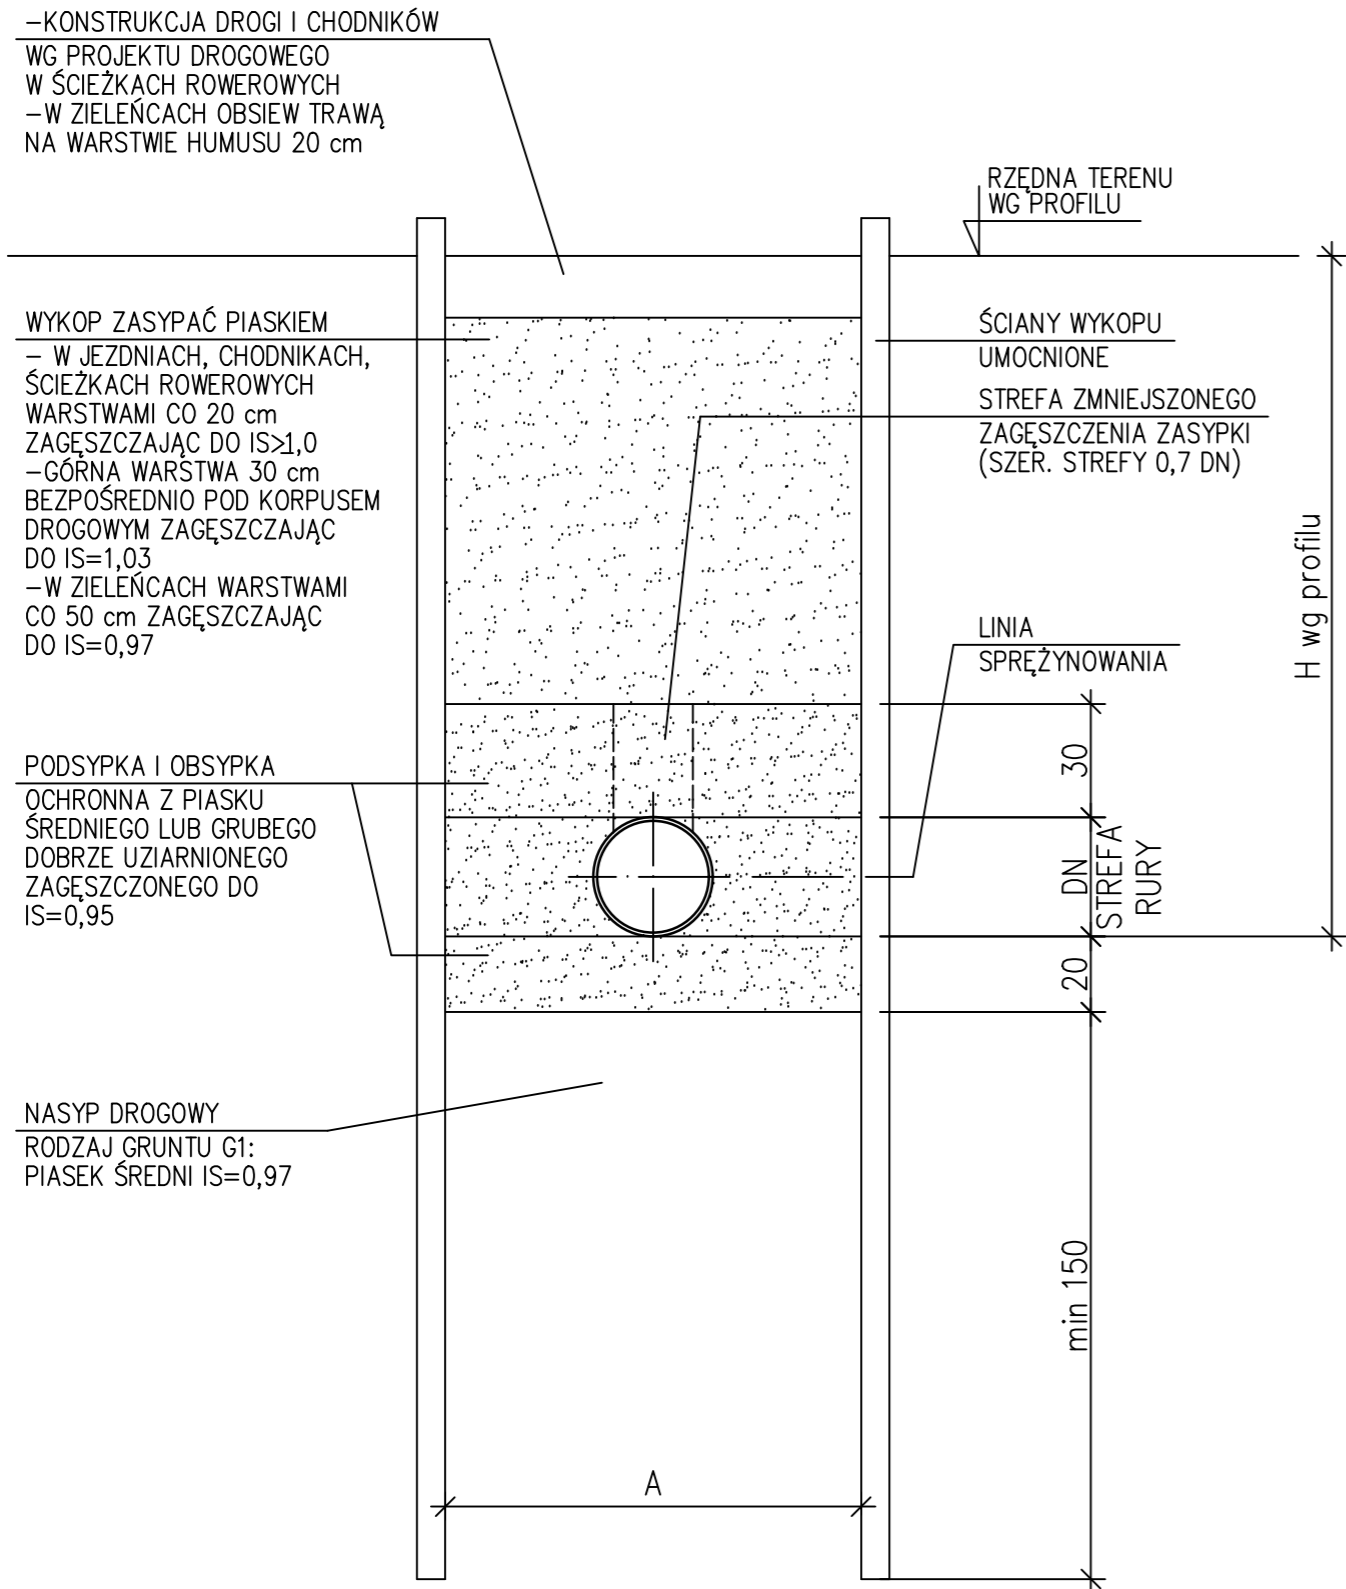 –KONSTRUKCJA DROGI I CHODNIKÓW
WG PROJEKTU DROGOWEGO
W ŚCIEŻKACH ROWEROWYCH
–W ZIELEŃCACH OBSIEW TRAWĄ
NA WARSTWIE HUMUSU 20 cm
RZĘDNA TERENU
WG PROFILU
WYKOP ZASYPAĆ PIASKIEM
– W JEZDNIACH, CHODNIKACH,
ŚCIEŻKACH ROWEROWYCH
WARSTWAMI CO 20 cm
ZAGĘSZCZAJĄC DO IS≥1,0
–GÓRNA WARSTWA 30 cm
BEZPOŚREDNIO POD KORPUSEM
DROGOWYM ZAGĘSZCZAJĄC
DO IS=1,03
–W ZIELEŃCACH WARSTWAMI
CO 50 cm ZAGĘSZCZAJĄC
DO IS=0,97
ŚCIANY WYKOPU
UMOCNIONE
STREFA ZMNIEJSZONEGO
ZAGĘSZCZENIA ZASYPKI
(SZER. STREFY 0,7 DN)
LINIA
SPRĘŻYNOWANIA
H wg profilu
PODSYPKA I OBSYPKA
OCHRONNA Z PIASKU
ŚREDNIEGO LUB GRUBEGO
DOBRZE UZIARNIONEGO
ZAGĘSZCZONEGO DO
IS=0,95
30
DN
STREFA
RURY
20
NASYP DROGOWY
RODZAJ GRUNTU G1:
PIASEK ŚREDNI IS=0,97
min 150
A